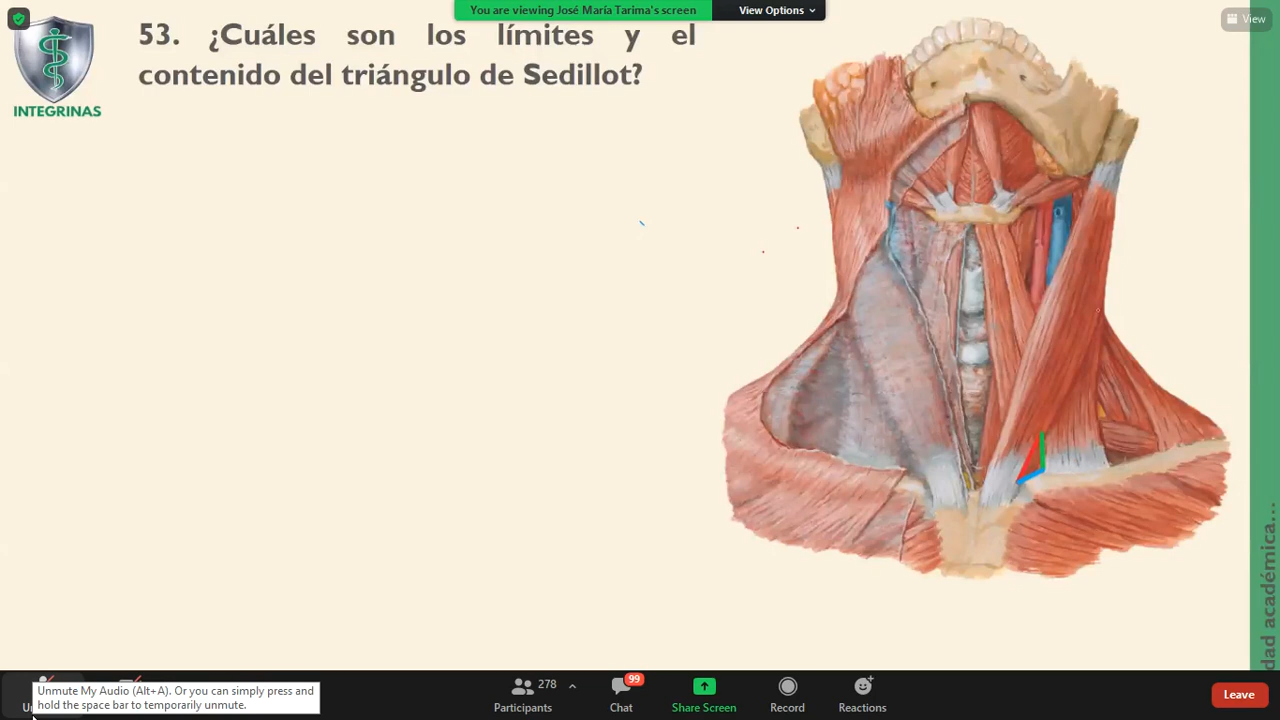 You are viewing José María Tarima's screen
View Options
View
53. ¿Cuáles son los límites y el
contenido del triángulo de Sedillot?
INTEGRINAS
dad académica...
Unmute My Audio (Alt+A). Or you can simply press and
hold the space bar to temporarily unmute.
278
99
Participants
Chat
Share Screen
Record
Reactions
Leave